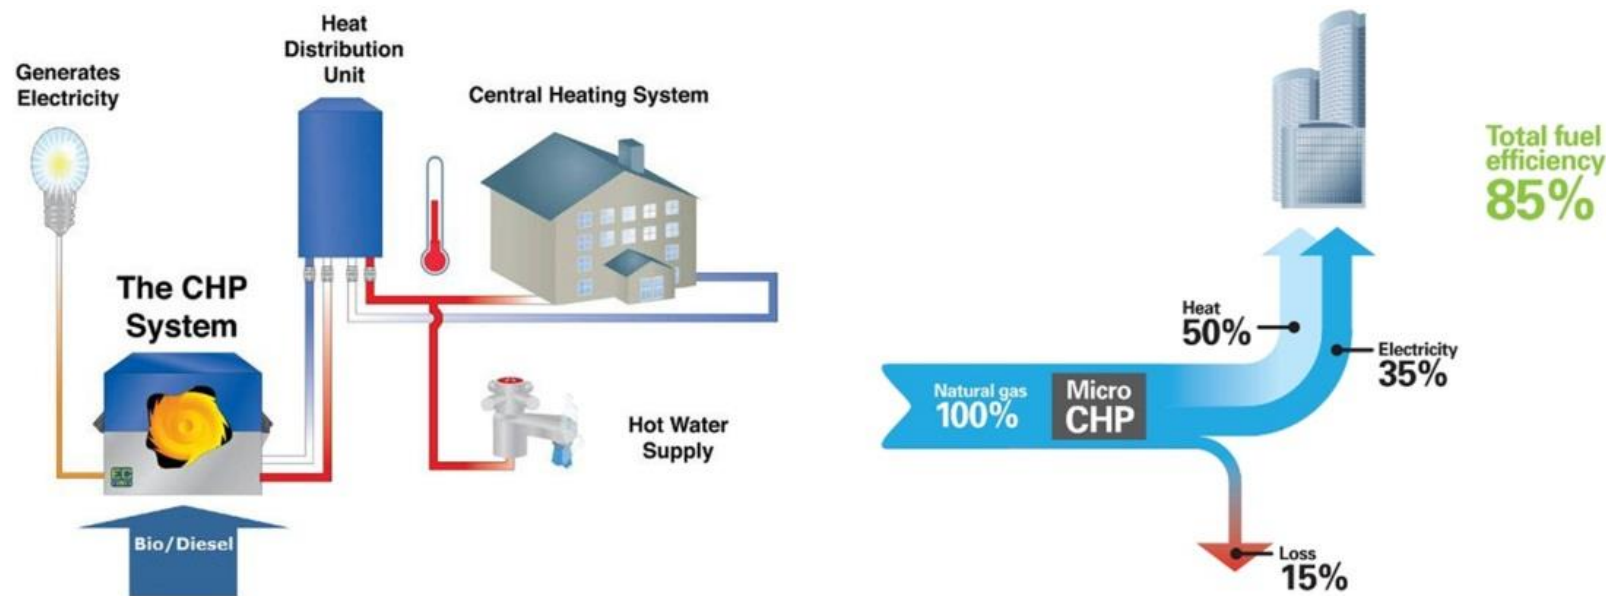 Generates
Electricity
Heat
Distribution
Unit
Central Heating System
The CHP
System
Hot Water
Supply
EC
Bio/Diesel
Total fuel
efficiency
85%
Heat
50%
Electricity
35%
Natural gas
100%
Micro
CHP
Loss
15%